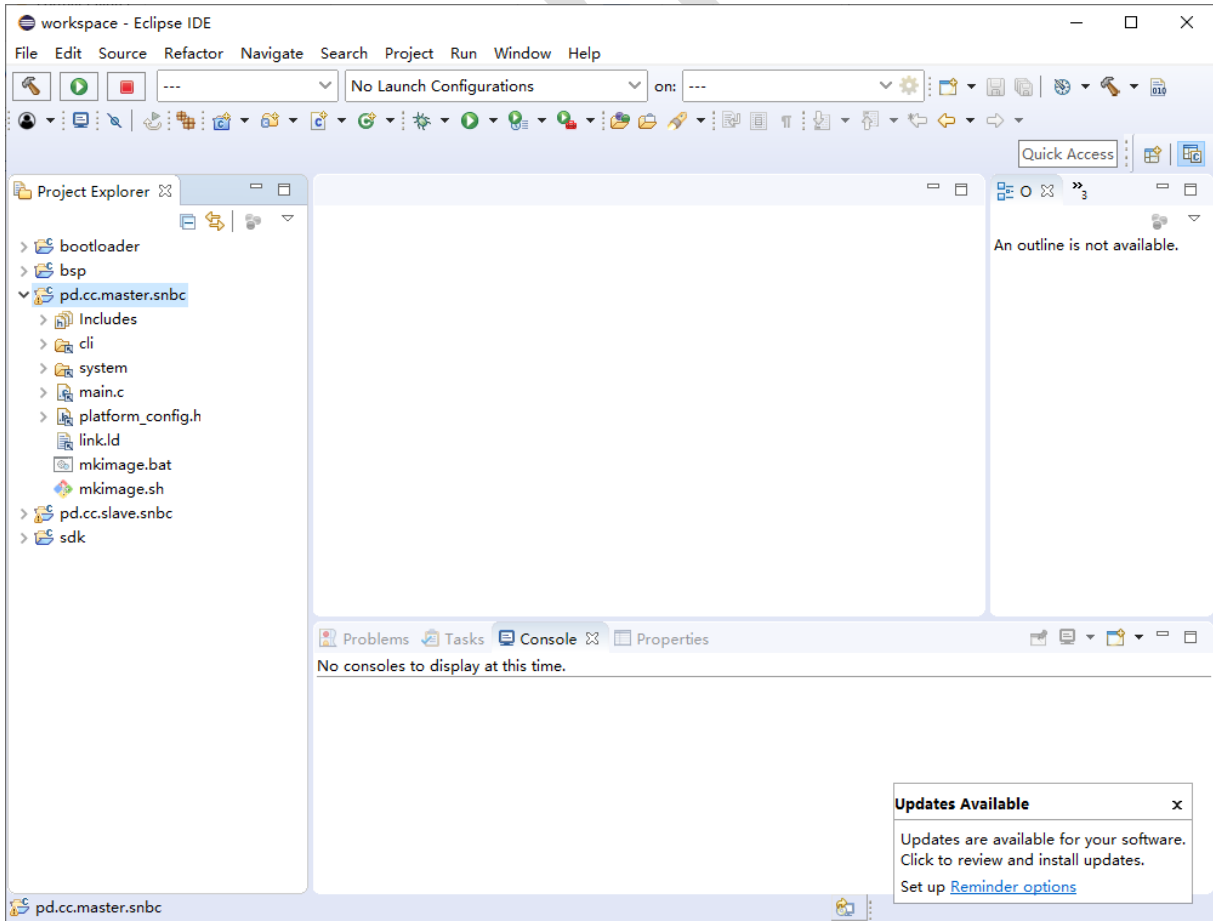 workspace - Eclipse IDE
File Edit Source Refactor Navigate Search Project Run Window Help
--- No Launch Configurations on: ---
Quick Access
Project Explorer
O »3
bootloader
An outline is not available.
bsp
pd.cc.master.snbc
Includes
cli
system
main.c
platform_config.h
link.ld
mkimage.bat
mkimage.sh
pd.cc.slave.snbc
sdk
Problems Tasks Console Properties
No consoles to display at this time.
Updates Available x
Updates are available for your software.
Click to review and install updates.
Set up Reminder options
pd.cc.master.snbc